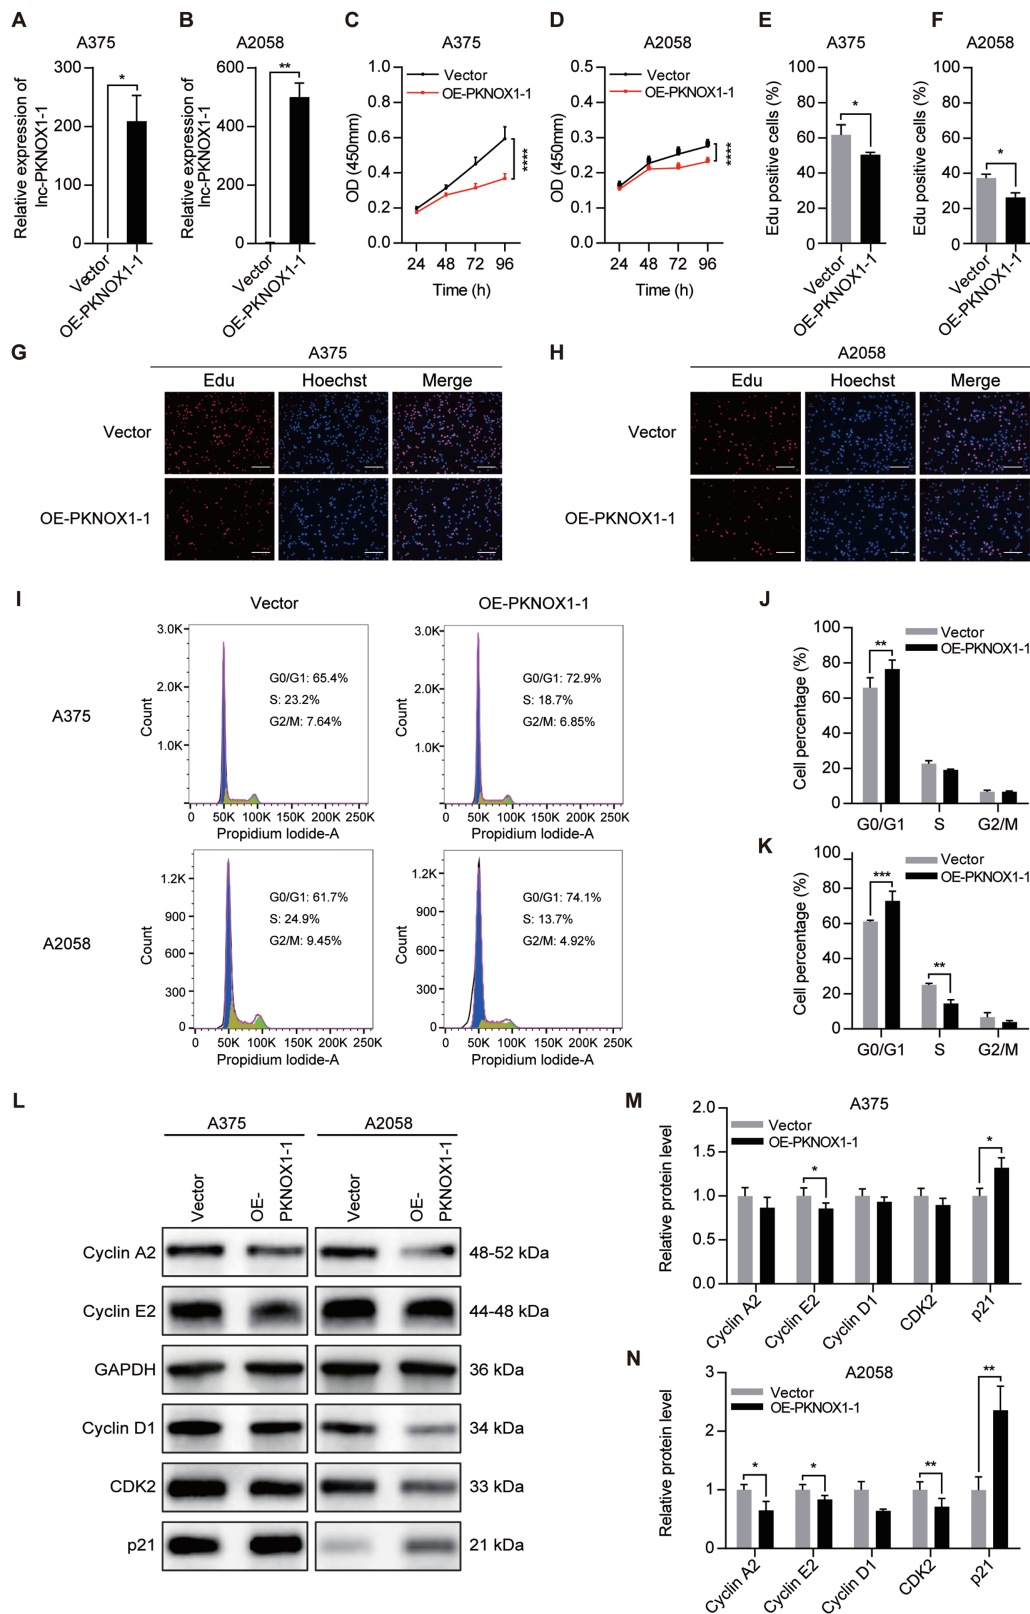 A
A375
Relative expression of
lnc-PKNOX1-1
300
200
100
0
*
Vector
OE-PKNOX1-1
B
A2058
Relative expression of
lnc-PKNOX1-1
600
400
200
0
**
Vector
OE-PKNOX1-1
C
A375
OD (450mm)
1.0
0.8
0.6
0.4
0.2
0.0
Vector
OE-PKNOX1-1
****
24 48 72 96
Time (h)
D
A2058
OD (450mm)
0.5
0.4
0.3
0.2
0.1
0.0
Vector
OE-PKNOX1-1
****
24 48 72 96
Time (h)
E
A375
Edu positive cells (%)
100
80
60
40
20
0
*
Vector
OE-PKNOX1-1
F
A2058
Edu positive cells (%)
100
80
60
40
20
0
*
Vector
OE-PKNOX1-1
G
A375
Edu Hoechst Merge
Vector
OE-PKNOX1-1
H
A2058
Edu Hoechst Merge
Vector
OE-PKNOX1-1
I
Vector
OE-PKNOX1-1
A375
Count
3.0K
2.0K
1.0K
G0/G1: 65.4%
S: 23.2%
G2/M: 7.64%
0 50K 100K 150K 200K 250K
Propidium Iodide-A
Count
3.0K
2.0K
1.0K
0
G0/G1: 72.9%
S: 18.7%
G2/M: 6.85%
0 50K 100K 150K 200K 250K
Propidium Iodide-A
A2058
Count
1.2K
900
600
300
0
G0/G1: 61.7%
S: 24.9%
G2/M: 9.45%
0 50K 100K 150K 200K 250K
Propidium Iodide-A
Count
1.2K
900
600
300
0
G0/G1: 74.1%
S: 13.7%
G2/M: 4.92%
0 50K 100K 150K 200K 250K
Propidium Iodide-A
J
Cell percentage (%)
100
80
60
40
20
0
Vector
OE-PKNOX1-1
**
G0/G1 S G2/M
K
Cell percentage (%)
100
80
60
40
20
0
Vector
OE-PKNOX1-1
***
**
G0/G1 S G2/M
L
A375 A2058
Vector
OE-
PKNOX1-1
Vector
OE-
PKNOX1-1
Cyclin A2 48-52 kDa
Cyclin E2 44-48 kDa
GAPDH 36 kDa
Cyclin D1 34 kDa
CDK2 33 kDa
p21 21 kDa
M
A375
Relative protein level
2.0
1.5
1.0
0.5
0.0
Vector
OE-PKNOX1-1
*
*
Cyclin A2
Cyclin E2
Cyclin D1
CDK2
p21
N
A2058
Relative protein level
3
2
1
0
Vector
OE-PKNOX1-1
*
*
**
**
Cyclin A2
Cyclin E2
Cyclin D1
CDK2
p21